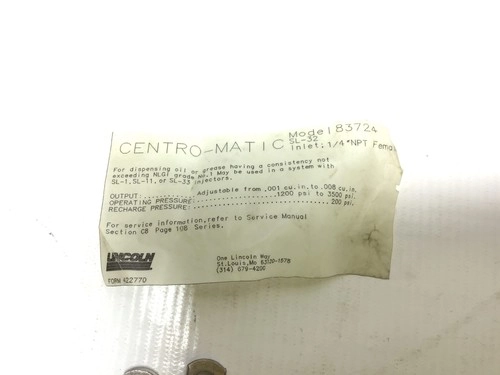 CENTRO-MATIC
Model 83724
SL-32
Inlet: 1/4" NPT Fema
For dispensing oil or grease having a consistency not
exceeding NLGI grade No.1 May be used in a system with
SL-1, SL-11, or SL-33 injectors.
OUTPUT: Adjustable from .001 cu.in. to .008 cu.in.
OPERATING PRESSURE: 1200 psi to 3500 psi.
RECHARGE PRESSURE: 200 psi.
For service information, refer to Service Manual
Section C8 Page 10B Series.
LINCOLN
One Lincoln Way
St. Louis, Mo 63120-1578
(314) 679-4200
FORM 422770